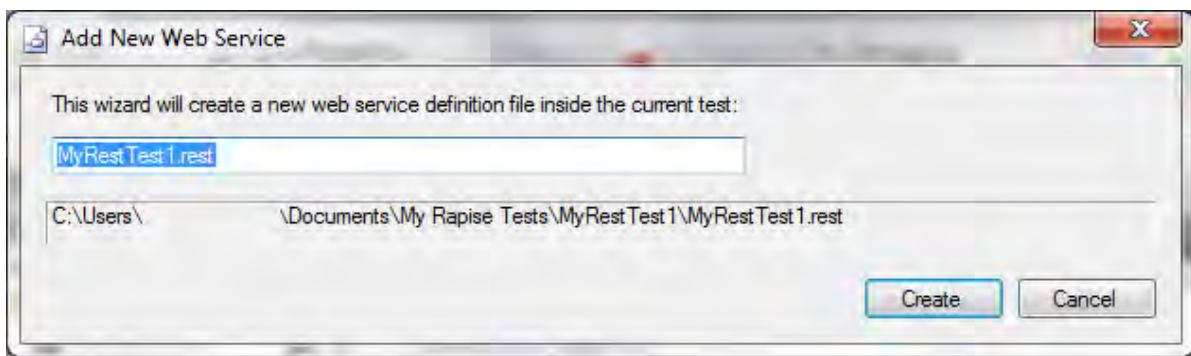 Add New Web Service
This wizard will create a new web service definition file inside the current test:
MyRestTest1.rest
C:\Users\ \Documents\My Rapise Tests\MyRestTest1\MyRestTest1.rest
Create Cancel